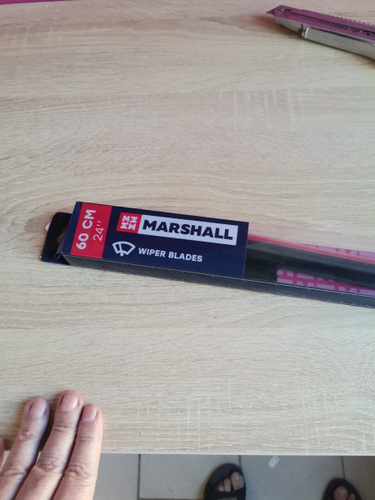 60 CM
24''
MARSHALL
WIPER BLADES